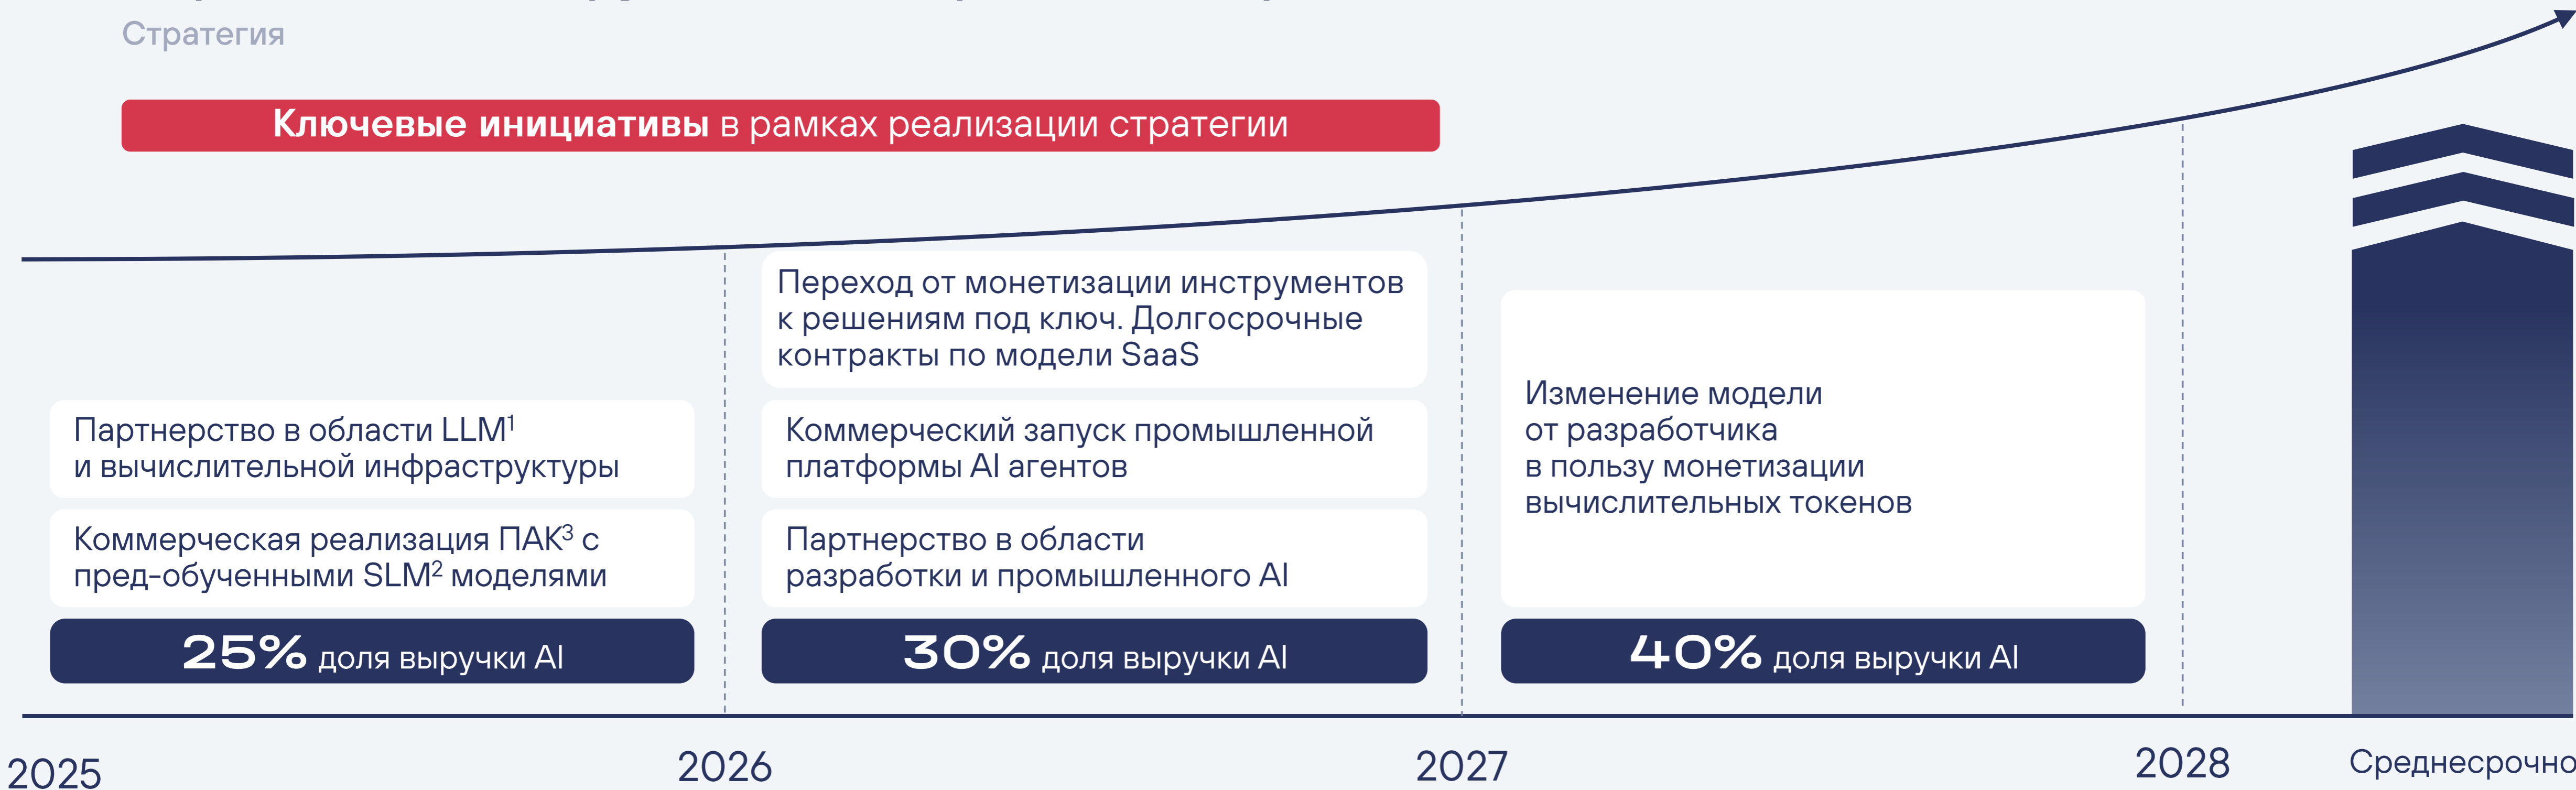 Стратегия
Ключевые инициативы в рамках реализации стратегии
Переход от монетизации инструментов
к решениям под ключ. Долгосрочные
контракты по модели SaaS
Партнерство в области LLM¹
и вычислительной инфраструктуры
Коммерческий запуск промышленной
платформы AI агентов
Изменение модели
от разработчика
в пользу монетизации
вычислительных токенов
Коммерческая реализация ПАК³ с
пред-обученными SLM² моделями
Партнерство в области
разработки и промышленного AI
25% доля выручки AI
30% доля выручки AI
40% доля выручки AI
2025
2026
2027
2028
Среднесрочно